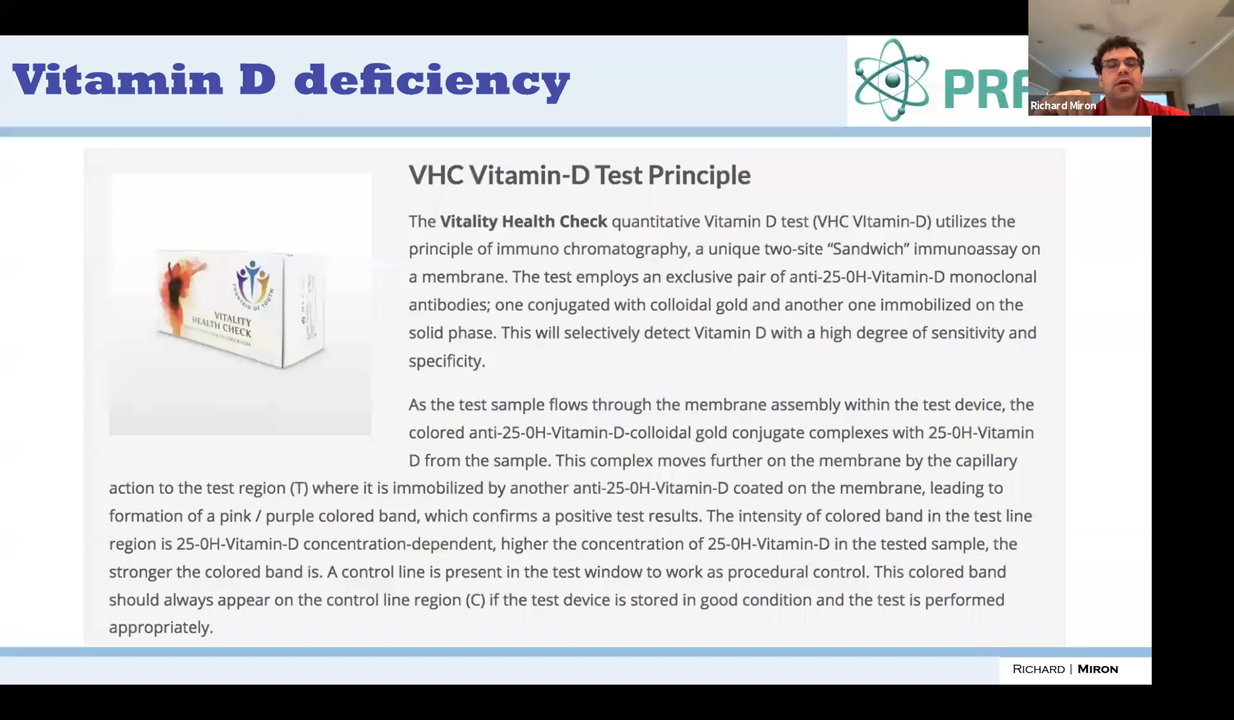 Vitamin D deficiency
PRF
Richard Miron
VHC Vitamin-D Test Principle
The Vitality Health Check quantitative Vitamin D test (VHC VItamin-D) utilizes the
principle of immuno chromatography, a unique two-site “Sandwich” immunoassay on
a membrane. The test employs an exclusive pair of anti-25-0H-Vitamin-D monoclonal
antibodies; one conjugated with colloidal gold and another one immobilized on the
solid phase. This will selectively detect Vitamin D with a high degree of sensitivity and
specificity.
FOUNTAIN OF YOUTH
VITALITY
HEALTH CHECK
As the test sample flows through the membrane assembly within the test device, the
colored anti-25-0H-Vitamin-D-colloidal gold conjugate complexes with 25-0H-Vitamin
D from the sample. This complex moves further on the membrane by the capillary
action to the test region (T) where it is immobilized by another anti-25-0H-Vitamin-D coated on the membrane, leading to
formation of a pink / purple colored band, which confirms a positive test results. The intensity of colored band in the test line
region is 25-0H-Vitamin-D concentration-dependent, higher the concentration of 25-0H-Vitamin-D in the tested sample, the
stronger the colored band is. A control line is present in the test window to work as procedural control. This colored band
should always appear on the control line region (C) if the test device is stored in good condition and the test is performed
appropriately.
RICHARD | MIRON